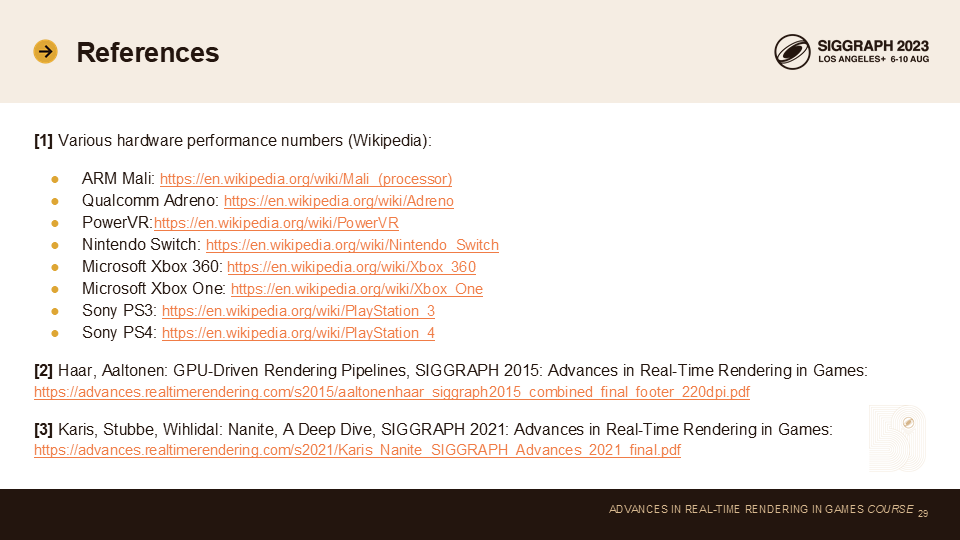 References
SIGGRAPH 2023
LOS ANGELES+ 6-10 AUG
[1] Various hardware performance numbers (Wikipedia):
● ARM Mali: https://en.wikipedia.org/wiki/Mali_(processor)
● Qualcomm Adreno: https://en.wikipedia.org/wiki/Adreno
● PowerVR:https://en.wikipedia.org/wiki/PowerVR
● Nintendo Switch: https://en.wikipedia.org/wiki/Nintendo_Switch
● Microsoft Xbox 360: https://en.wikipedia.org/wiki/Xbox_360
● Microsoft Xbox One: https://en.wikipedia.org/wiki/Xbox_One
● Sony PS3: https://en.wikipedia.org/wiki/PlayStation_3
● Sony PS4: https://en.wikipedia.org/wiki/PlayStation_4
[2] Haar, Aaltonen: GPU-Driven Rendering Pipelines, SIGGRAPH 2015: Advances in Real-Time Rendering in Games:
https://advances.realtimerendering.com/s2015/aaltonenhaar_siggraph2015_combined_final_footer_220dpi.pdf
[3] Karis, Stubbe, Wihlidal: Nanite, A Deep Dive, SIGGRAPH 2021: Advances in Real-Time Rendering in Games:
https://advances.realtimerendering.com/s2021/Karis_Nanite_SIGGRAPH_Advances_2021_final.pdf
ADVANCES IN REAL-TIME RENDERING IN GAMES COURSE 29